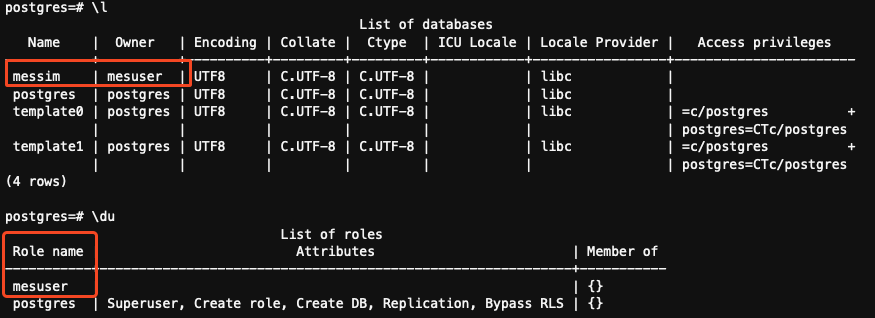 postgres=# \l
                                             List of databases
   Name    |  Owner   | Encoding | Collate |  Ctype  | ICU Locale | Locale Provider |   Access privileges
-----------+----------+----------+---------+---------+------------+-----------------+-----------------------
 messim    | mesuser  | UTF8     | C.UTF-8 | C.UTF-8 |            | libc            |
 postgres  | postgres | UTF8     | C.UTF-8 | C.UTF-8 |            | libc            |
 template0 | postgres | UTF8     | C.UTF-8 | C.UTF-8 |            | libc            | =c/postgres          +
           |          |          |         |         |            |                 | postgres=CTc/postgres
 template1 | postgres | UTF8     | C.UTF-8 | C.UTF-8 |            | libc            | =c/postgres          +
           |          |          |         |         |            |                 | postgres=CTc/postgres
(4 rows)
postgres=# \du
                                   List of roles
 Role name |                         Attributes                         | Member of
-----------+------------------------------------------------------------+-----------
 mesuser   |                                                            | {}
 postgres  | Superuser, Create role, Create DB, Replication, Bypass RLS | {}